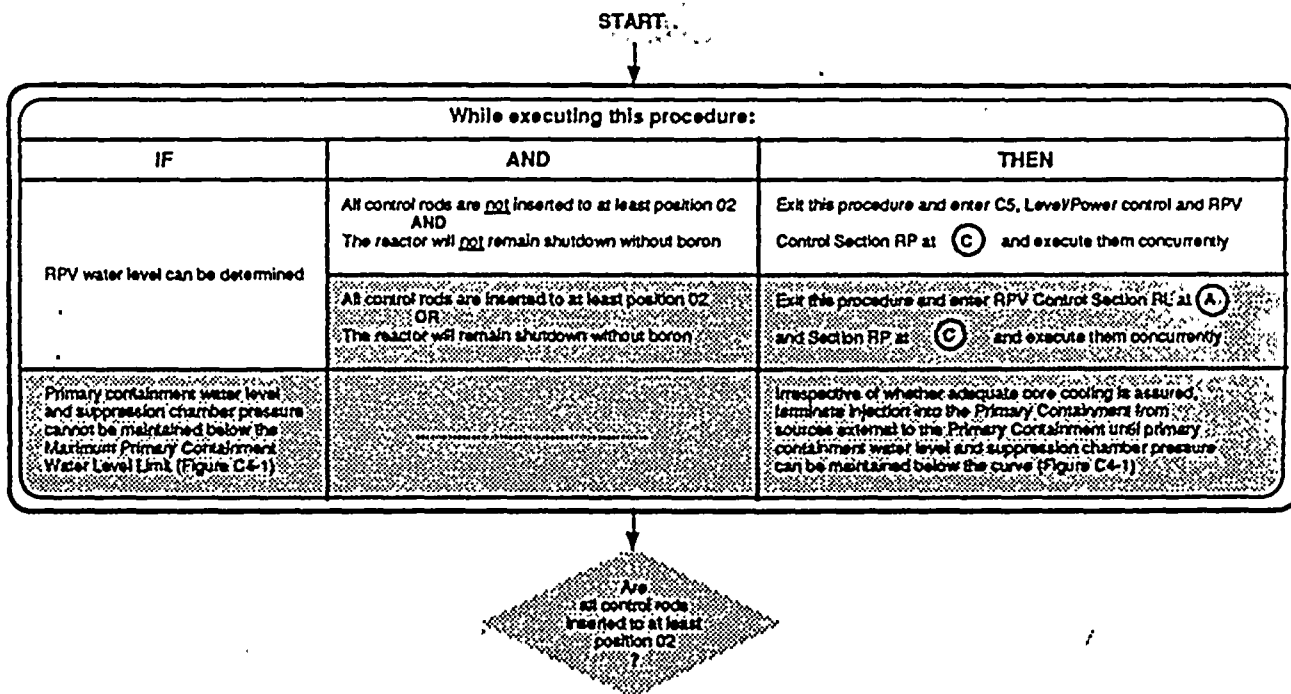 START
While executing this procedure:
IF
AND
THEN
RPV water level can be determined
All control rods are not inserted to at least position 02
AND
The reactor will not remain shutdown without boron
Exit this procedure and enter C5, Level/Power control and RPV
Control Section RP at C and execute them concurrently
All control rods are inserted to at least position 02
OR
The reactor will remain shutdown without boron
Exit this procedure and enter RPV Control Section RL at A
and Section RP at C and execute them concurrently
Primary containment water level
and suppression chamber pressure
cannot be maintained below the
Maximum Primary Containment
Water Level Limit (Figure C4-1)
Irrespective of whether adequate core cooling is assured,
terminate injection into the Primary Containment from
sources external to the Primary Containment until primary
containment water level and suppression chamber pressure
can be maintained below the curve (Figure C4-1)
Are
all control rods
inserted to at least
position 02
?